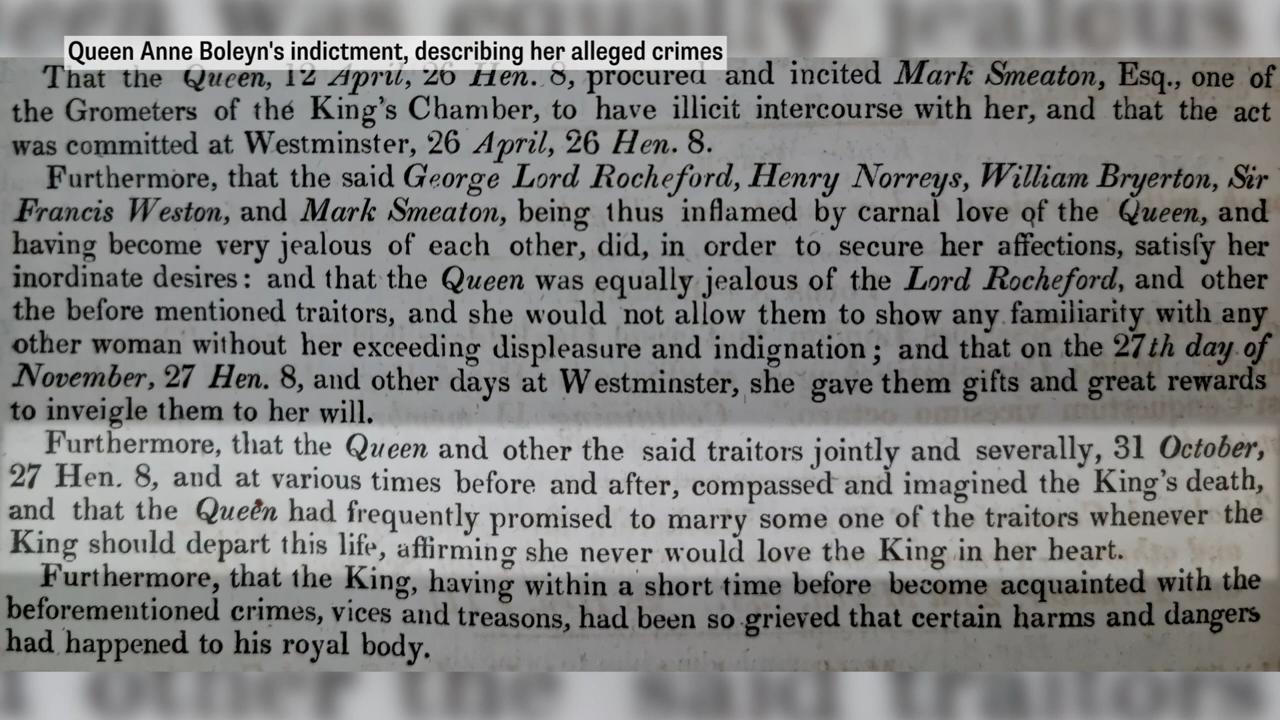 Queen Anne Boleyn's indictment, describing her alleged crimes
That the Queen, 12 April, 26 Hen. 8, procured and incited Mark Smeaton, Esq., one of
the Grometers of the King's Chamber, to have illicit intercourse with her, and that the act
was committed at Westminster, 26 April, 26 Hen. 8.
Furthermore, that the said George Lord Rocheford, Henry Norreys, William Bryerton, Sir
Francis Weston, and Mark Smeaton, being thus inflamed by carnal love of the Queen, and
having become very jealous of each other, did, in order to secure her affections, satisfy her
inordinate desires: and that the Queen was equally jealous of the Lord Rocheford, and other
the before mentioned traitors, and she would not allow them to show any familiarity with any
other woman without her exceeding displeasure and indignation; and that on the 27th day of
November, 27 Hen. 8, and other days at Westminster, she gave them gifts and great rewards
to inveigle them to her will.
Furthermore, that the Queen and other the said traitors jointly and severally, 31 October,
27 Hen. 8, and at various times before and after, compassed and imagined the King's death,
and that the Queen had frequently promised to marry some one of the traitors whenever the
King should depart this life, affirming she never would love the King in her heart.
Furthermore, that the King, having within a short time before become acquainted with the
beforementioned crimes, vices and treasons, had been so grieved that certain harms and dangers
had happened to his royal body.